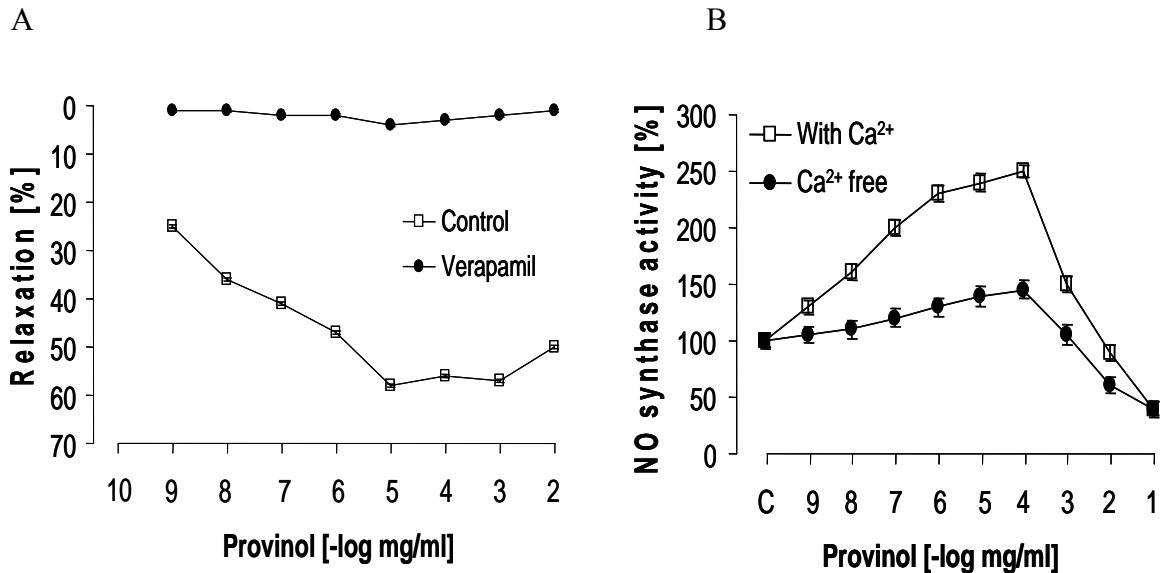 A
0
10
20
30
40
50
60
70
Relaxation [%]
Control
Verapamil
10 9 8 7 6 5 4 3 2
Provinol [-log mg/ml]
B
300
250
200
150
100
50
0
NO synthase activity [%]
With Ca²⁺
Ca²⁺ free
C 9 8 7 6 5 4 3 2 1
Provinol [-log mg/ml]